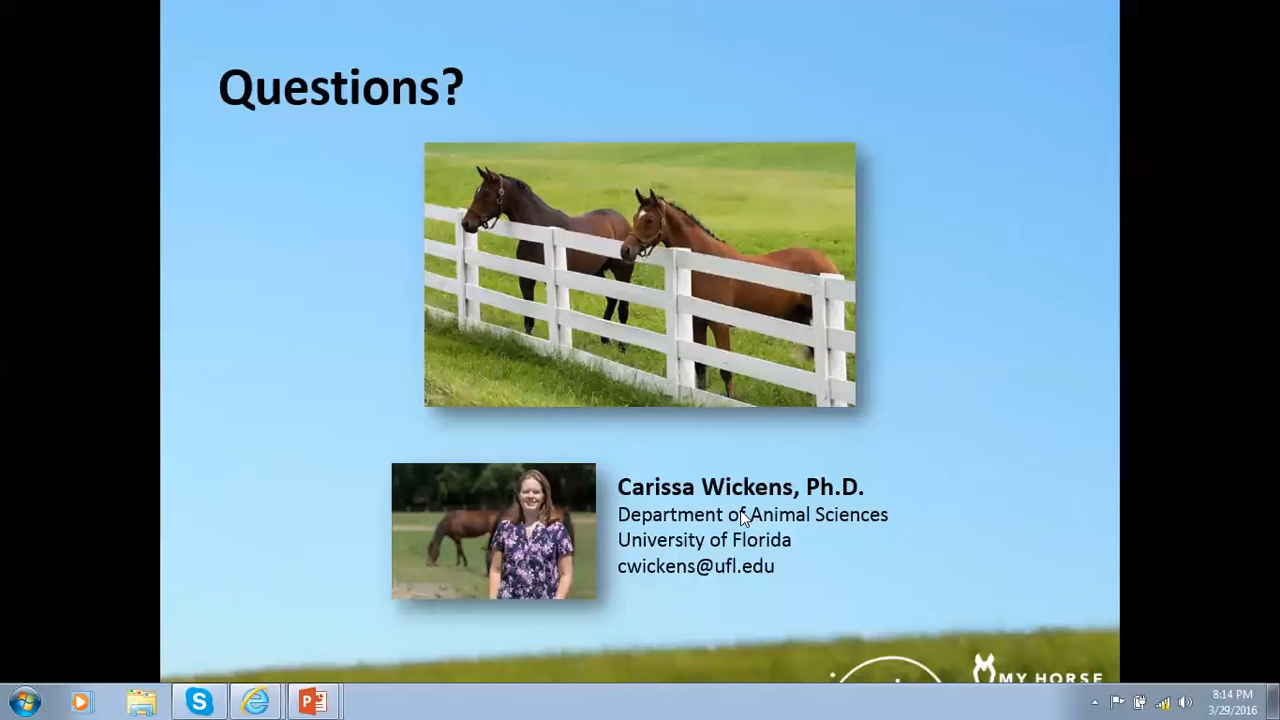 Questions?
Carissa Wickens, Ph.D.
Department of Animal Sciences
University of Florida
cwickens@ufl.edu
MY HORSE
8:14 PM
3/29/2016